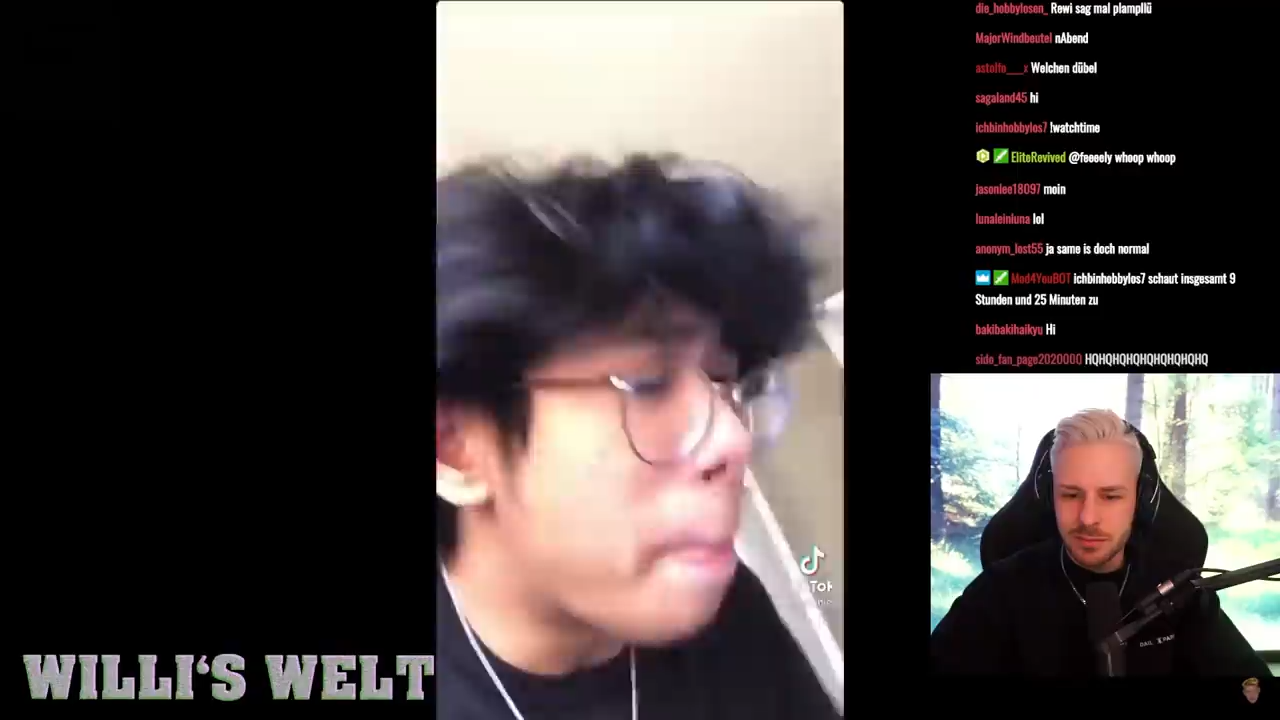 die_hobbylosen_ Rewi sag mal plampllü
MajorWindbeutel nAbend
astolfo___x Welchen dübel
sagaland45 hi
ichbinhobbylos7 !watchtime
EliteRevived @feeeely whoop whoop
jasonlee18097 moin
lunaleinluna lol
anonym_lost55 ja same is doch normal
Mod4YouBOT ichbinhobbylos7 schaut insgesamt 9
Stunden und 25 Minuten zu
bakibakihaikyu Hi
sido_fan_page2020000 HQHQHQHQHQHQHQHQHQ
WILLI'S WELT